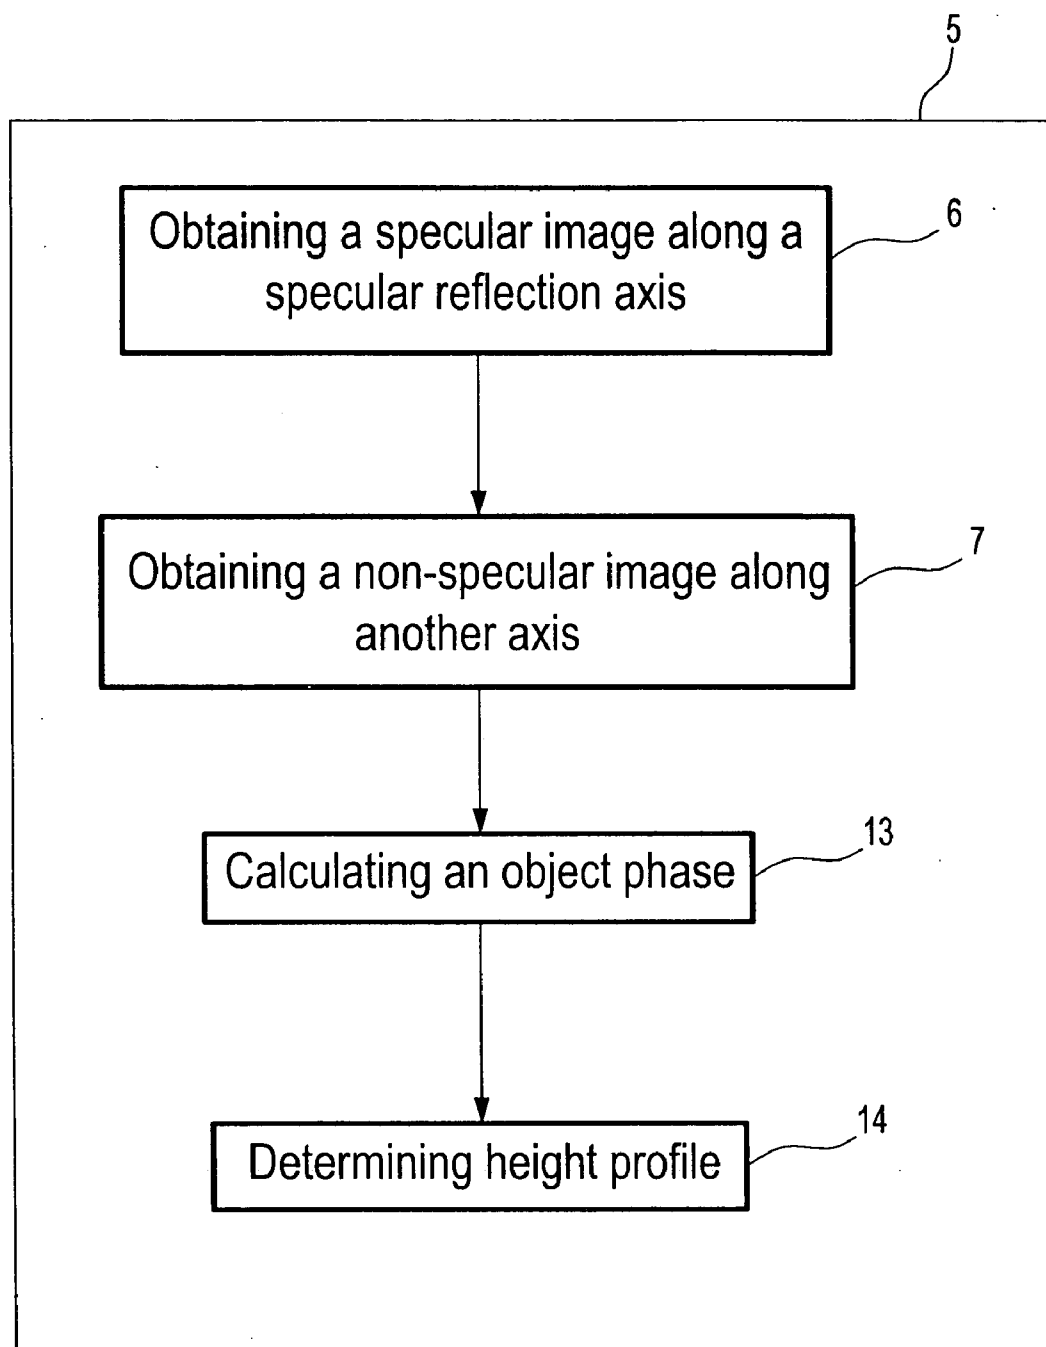 5
Obtaining a specular image along a
specular reflection axis
6
Obtaining a non-specular image along
another axis
7
Calculating an object phase
13
Determining height profile
14